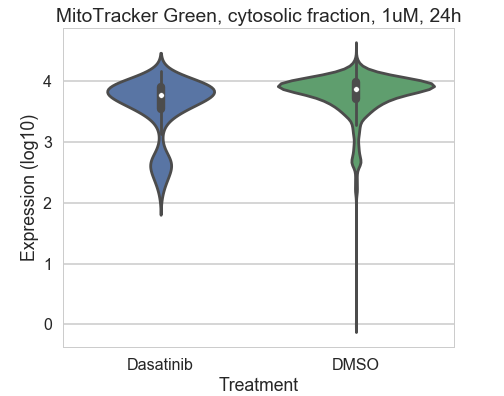 MitoTracker Green, cytosolic fraction, 1uM, 24h
Expression (log10)
4
3
2
1
0
Dasatinib
DMSO
Treatment